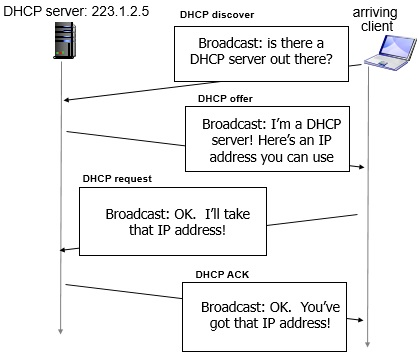 DHCP server: 223.1.2.5
DHCP discover
arriving
client
Broadcast: is there a
DHCP server out there?
DHCP offer
Broadcast: I’m a DHCP
server! Here’s an IP
address you can use
DHCP request
Broadcast: OK.  I’ll take
that IP address!
DHCP ACK
Broadcast: OK.  You’ve
got that IP address!